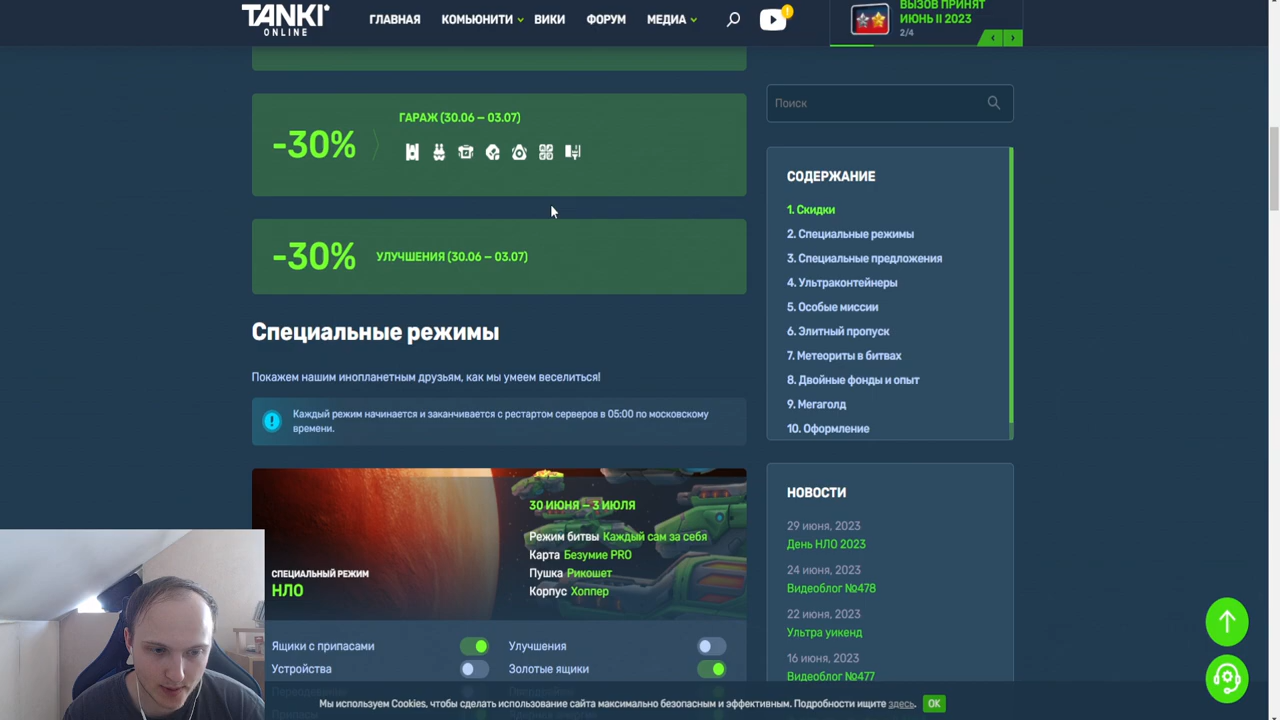 TANKI
ONLINE
ГЛАВНАЯ
КОМЬЮНИТИ
ВИКИ
ФОРУМ
МЕДИА
ВЫЗОВ ПРИНЯТ
ИЮНЬ II 2023
2/4
-30%
ГАРАЖ (30.06 — 03.07)
-30%
УЛУЧШЕНИЯ (30.06 — 03.07)
Специальные режимы
Покажем нашим инопланетным друзьям, как мы умеем веселиться!
Каждый режим начинается и заканчивается с рестартом серверов в 05:00 по московскому
времени.
СПЕЦИАЛЬНЫЙ РЕЖИМ
НЛО
30 ИЮНЯ — 3 ИЮЛЯ
Режим битвы Каждый сам за себя
Карта Безумие PRO
Пушка Рикошет
Корпус Хоппер
Ящики с припасами
Улучшения
Устройства
Золотые ящики
Поиск
СОДЕРЖАНИЕ
1. Скидки
2. Специальные режимы
3. Специальные предложения
4. Ультраконтейнеры
5. Особые миссии
6. Элитный пропуск
7. Метеориты в битвах
8. Двойные фонды и опыт
9. Мегаголд
10. Оформление
НОВОСТИ
29 июня, 2023
День НЛО 2023
24 июня, 2023
Видеоблог №478
22 июня, 2023
Ультра уикенд
16 июня, 2023
Видеоблог №477
Мы используем Cookies, чтобы сделать использование сайта максимально безопасным и эффективным. Подробности ищите здесь.
OK